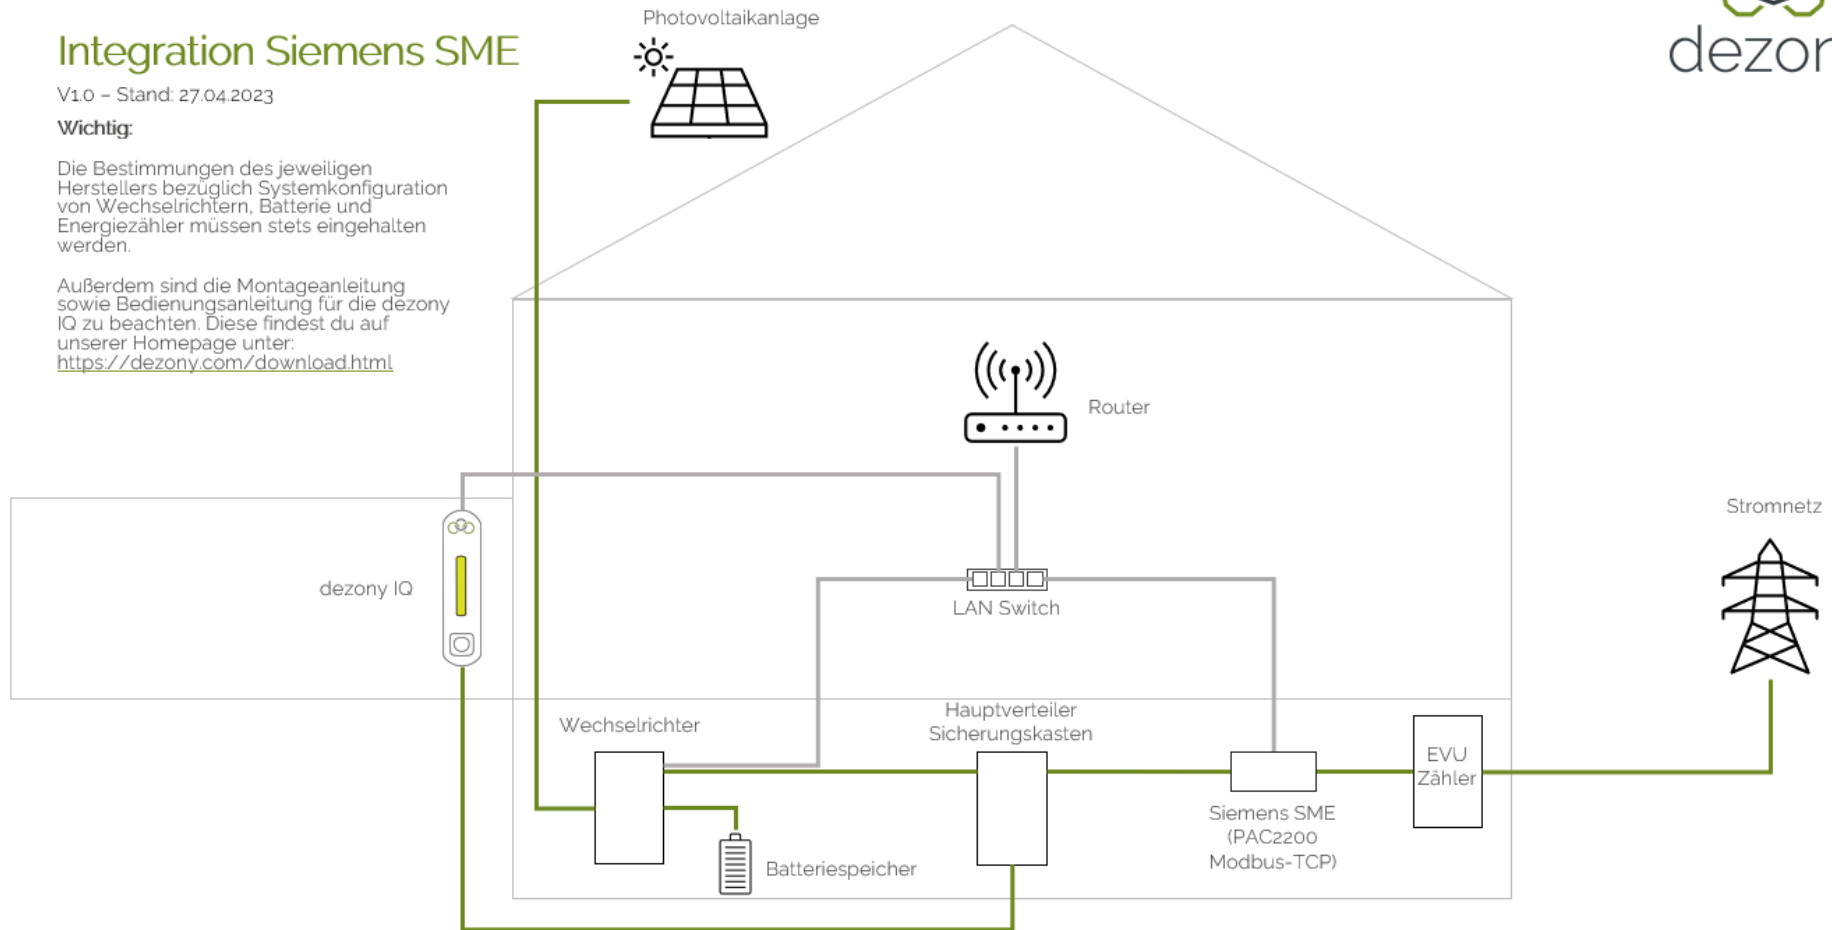 Integration Siemens SME
V1.0 – Stand: 27.04.2023
Wichtig:
Die Bestimmungen des jeweiligen
Herstellers bezüglich Systemkonfiguration
von Wechselrichtern, Batterie und
Energiezähler müssen stets eingehalten
werden.
Außerdem sind die Montageanleitung
sowie Bedienungsanleitung für die dezony
IQ zu beachten. Diese findest du auf
unserer Homepage unter:
https://dezony.com/download.html
Photovoltaikanlage
dezon
Router
Stromnetz
dezony IQ
LAN Switch
Wechselrichter
Hauptverteiler
Sicherungskasten
EVU
Zähler
Siemens SME
(PAC2200
Modbus-TCP)
Batteriespeicher